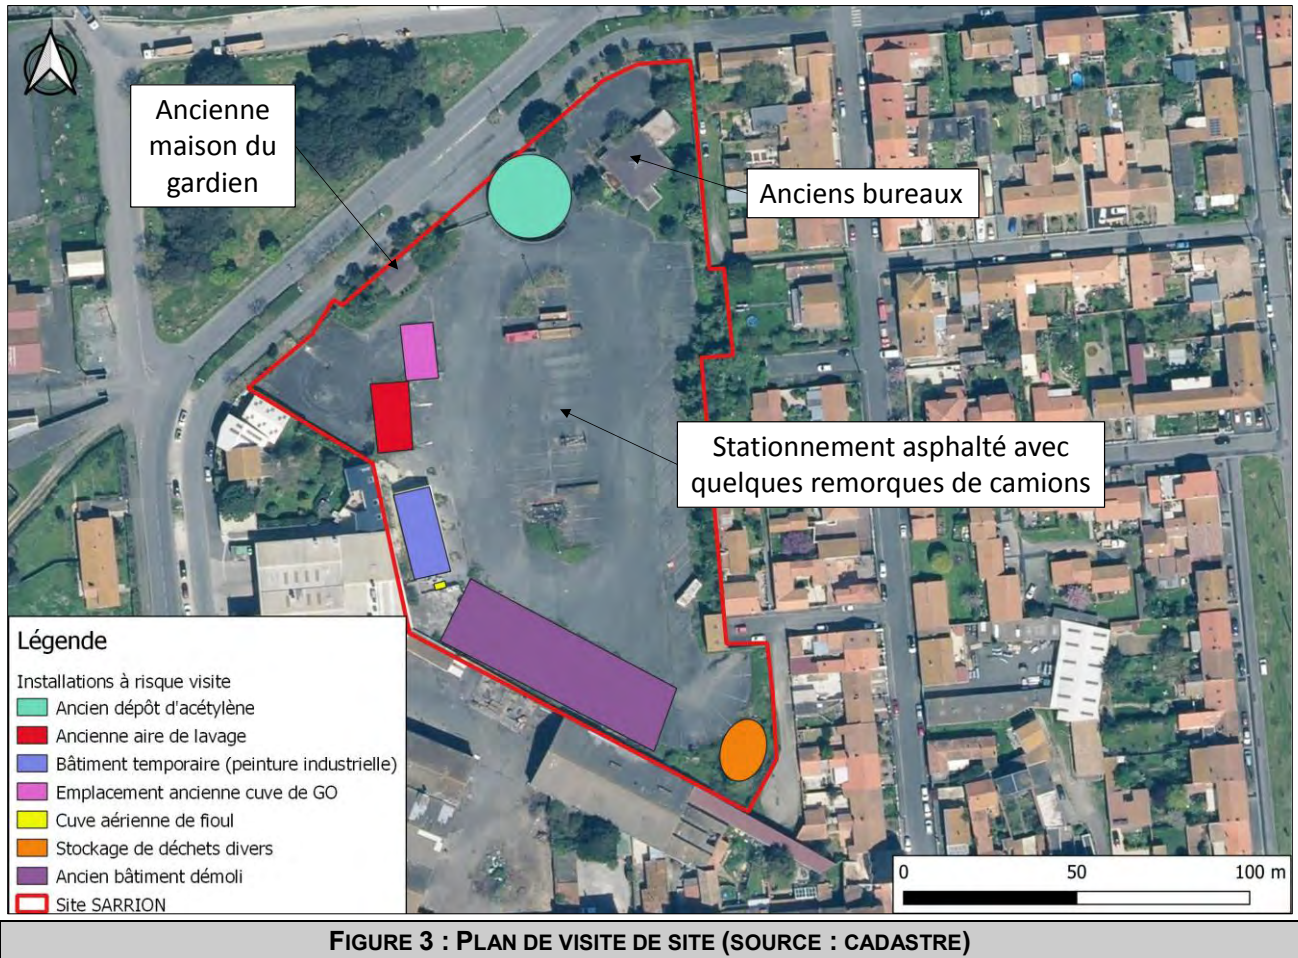 Ancienne
maison du
gardien
Anciens bureaux
Stationnement asphalté avec
quelques remorques de camions
Légende
Installations à risque visite
Ancien dépôt d'acétylène
Ancienne aire de lavage
Bâtiment temporaire (peinture industrielle)
Emplacement ancienne cuve de GO
Cuve aérienne de fioul
Stockage de déchets divers
Ancien bâtiment démoli
Site SARRION
0 50 100 m
FIGURE 3 : PLAN DE VISITE DE SITE (SOURCE : CADASTRE)